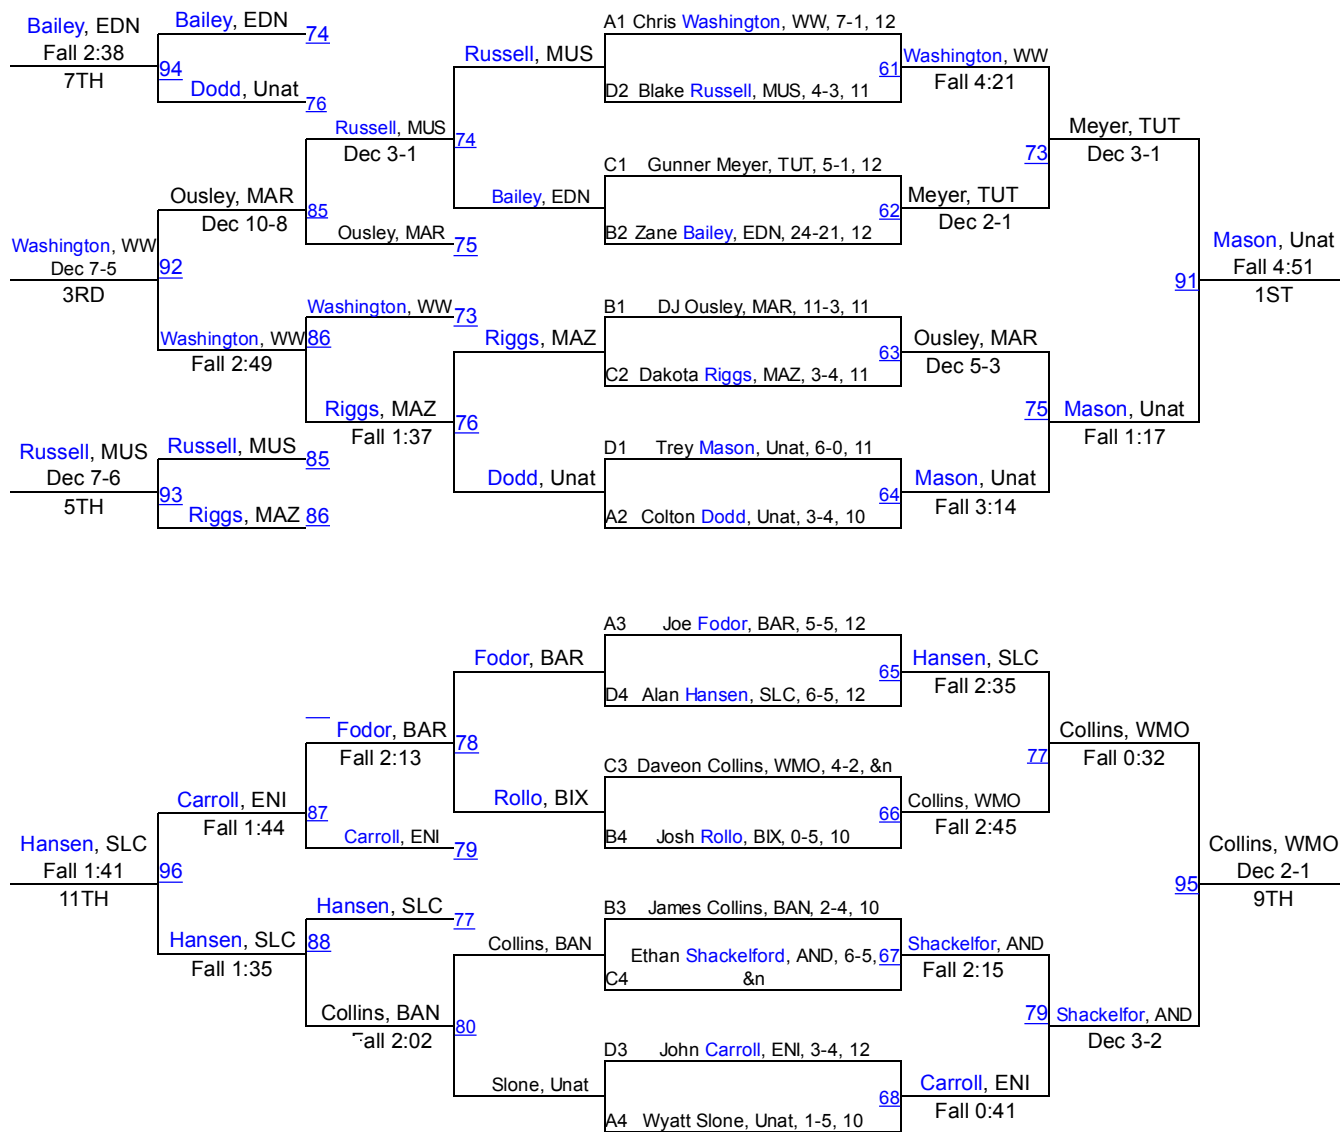 Bailey, EDN
Fall 2:38
7TH
94
Bailey, EDN
74
Dodd, Unat
76
Russell, MUS
A1 Chris Washington, WW, 7-1, 12
61
D2 Blake Russell, MUS, 4-3, 11
Washington, WW
Fall 4:21
Russell, MUS
Dec 3-1
74
C1 Gunner Meyer, TUT, 5-1, 12
73
Meyer, TUT
Dec 3-1
Ousley, MAR
Dec 10-8
85
Bailey, EDN
62
Meyer, TUT
Dec 2-1
Ousley, MAR
75
B2 Zane Bailey, EDN, 24-21, 12
Washington, WW
Dec 7-5
3RD
92
Mason, Unat
Fall 4:51
1ST
91
Washington, WW
73
B1 DJ Ousley, MAR, 11-3, 11
Washington, WW
Fall 2:49
86
Riggs, MAZ
63
Ousley, MAR
Dec 5-3
C2 Dakota Riggs, MAZ, 3-4, 11
Riggs, MAZ
Fall 1:37
76
75
Mason, Unat
Fall 1:17
Russell, MUS
Dec 7-6
5TH
93
Russell, MUS
85
D1 Trey Mason, Unat, 6-0, 11
Dodd, Unat
64
Mason, Unat
Fall 3:14
Riggs, MAZ
86
A2 Colton Dodd, Unat, 3-4, 10
A3 Joe Fodor, BAR, 5-5, 12
Fodor, BAR
65
Hansen, SLC
Fall 2:35
D4 Alan Hansen, SLC, 6-5, 12
Fodor, BAR
Fall 2:13
78
77
Collins, WMO
Fall 0:32
C3 Daveon Collins, WMO, 4-2, &n
Carroll, ENI
Fall 1:44
87
Rollo, BIX
66
Collins, WMO
Fall 2:45
Carroll, ENI
79
B4 Josh Rollo, BIX, 0-5, 10
Hansen, SLC
Fall 1:41
11TH
96
Collins, WMO
Dec 2-1
9TH
95
Hansen, SLC
77
B3 James Collins, BAN, 2-4, 10
Hansen, SLC
Fall 1:35
88
Collins, BAN
Ethan Shackelford, AND, 6-5,
C4 &n
67
Shackelfor, AND
Fall 2:15
Collins, BAN
Fall 2:02
80
79
Shackelfor, AND
Dec 3-2
D3 John Carroll, ENI, 3-4, 12
Slone, Unat
68
Carroll, ENI
Fall 0:41
A4 Wyatt Slone, Unat, 1-5, 10